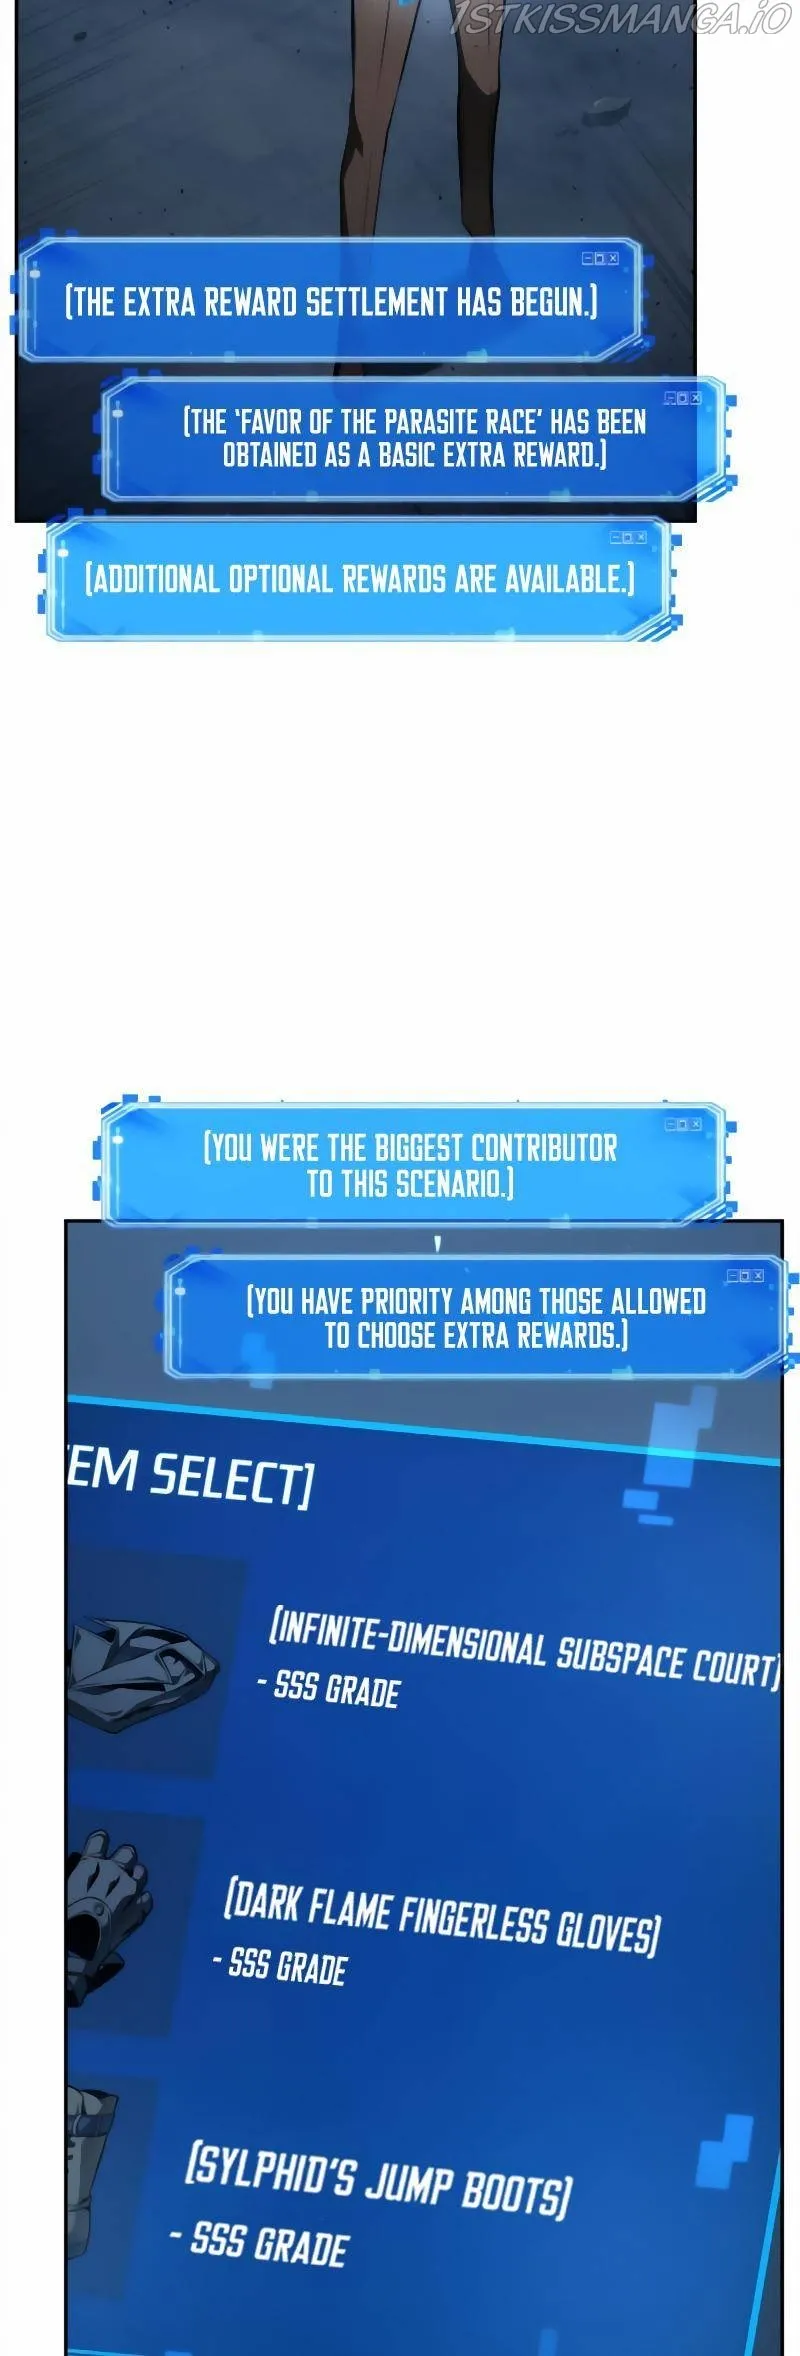 1STKISSMANGA.iO
[THE EXTRA REWARD SETTLEMENT HAS BEGUN.]
[THE 'FAVOR OF THE PARASITE RACE' HAS BEEN
OBTAINED AS A BASIC EXTRA REWARD.]
[ADDITIONAL OPTIONAL REWARDS ARE AVAILABLE.]
[YOU WERE THE BIGGEST CONTRIBUTOR
TO THIS SCENARIO.]
[YOU HAVE PRIORITY AMONG THOSE ALLOWED
TO CHOOSE EXTRA REWARDS.]
EM SELECT]
[INFINITE-DIMENSIONAL SUBSPACE COURT]
- SSS GRADE
[DARK FLAME FINGERLESS GLOVES]
- SSS GRADE
[SYLPHID'S JUMP BOOTS]
- SSS GRADE